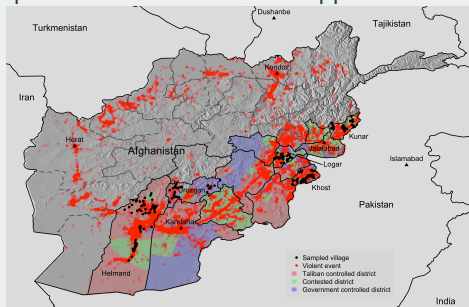 Dushanbe
Turkmenistan
Tajikistan
Kondoz
Iran
Kunar
Herat
Afghanistan
Jalalabad
Logar
Islamabad
Khost
Orozgan
Pakistan
Kandahar
Helmand
Sampled village
Violent event
Taliban controlled district
Contested district
Government controlled district
India